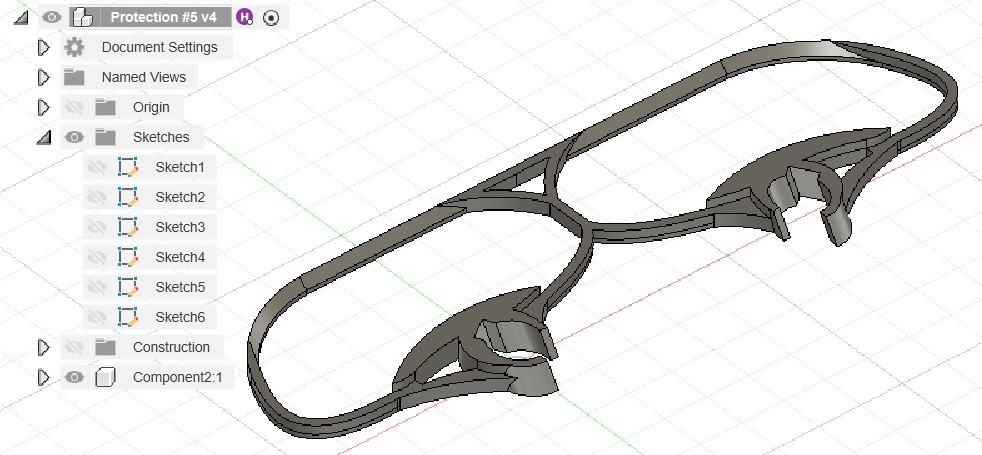 Protection #5 v4 H
Document Settings
Named Views
Origin
Sketches
Sketch1
Sketch2
Sketch3
Sketch4
Sketch5
Sketch6
Construction
Component2:1